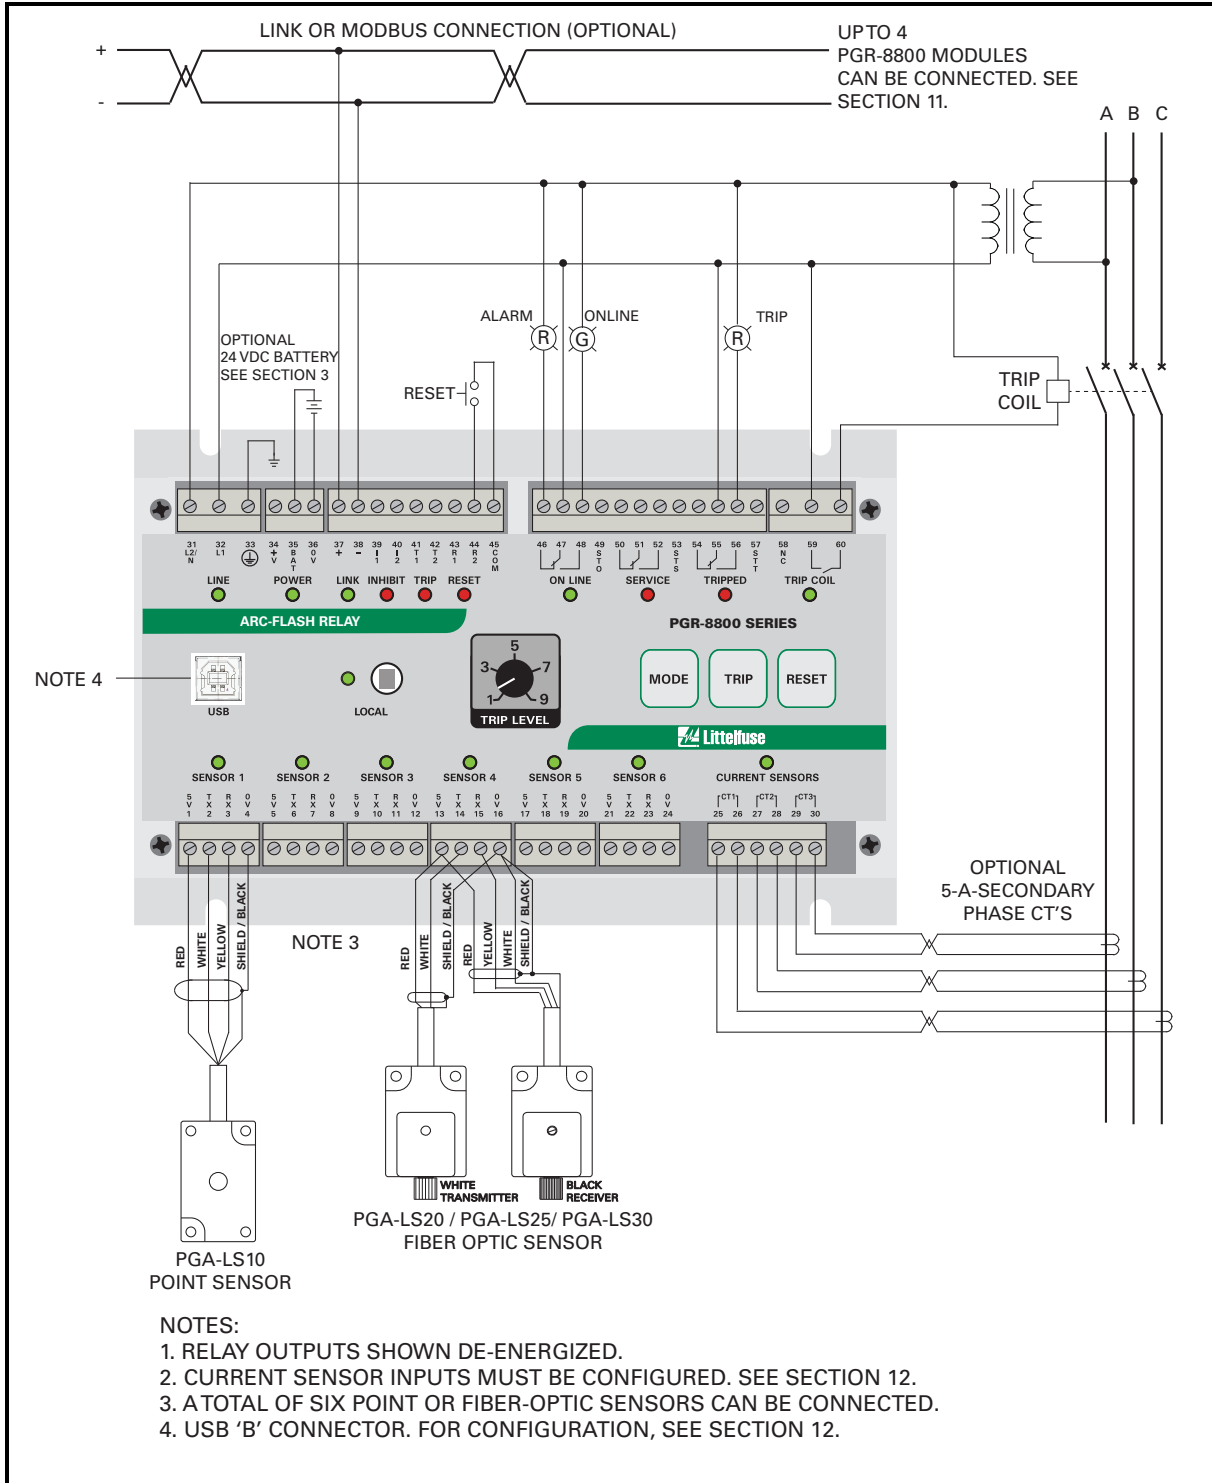 LINK OR MODBUS CONNECTION (OPTIONAL)
+
-
UP TO 4
PGR-8800 MODULES
CAN BE CONNECTED. SEE
SECTION 11.
A B C
ALARM
R
G
ONLINE
R
TRIP
OPTIONAL
24 VDC BATTERY
SEE SECTION 3
RESET
TRIP
COIL
31 32 33 34 35 36 37 38 39 40 41 42 43 44 45 46 47 48 49 50 51 52 53 54 55 56 57 58 59 60
L2/N L1 +V BAT 0V + - I1 I2 T1 T2 R1 R2 COM STO STS STT NC
LINE POWER LINK INHIBIT TRIP RESET ON LINE SERVICE TRIPPED TRIP COIL
ARC-FLASH RELAY
PGR-8800 SERIES
NOTE 4
USB
LOCAL
1 3 5 7 9
TRIP LEVEL
MODE TRIP RESET
Littelfuse
SENSOR 1 SENSOR 2 SENSOR 3 SENSOR 4 SENSOR 5 SENSOR 6 CURRENT SENSORS
5V TX RX 0V 5V TX RX 0V 5V TX RX 0V 5V TX RX 0V 5V TX RX 0V 5V TX RX 0V CT1 CT2 CT3
1 2 3 4 5 6 7 8 9 10 11 12 13 14 15 16 17 18 19 20 21 22 23 24 25 26 27 28 29 30
OPTIONAL
5-A-SECONDARY
PHASE CT'S
RED
WHITE
YELLOW
SHIELD / BLACK
NOTE 3
RED
WHITE
SHIELD / BLACK
RED
YELLOW
WHITE
SHIELD / BLACK
WHITE
TRANSMITTER
BLACK
RECEIVER
PGA-LS20 / PGA-LS25/ PGA-LS30
FIBER OPTIC SENSOR
PGA-LS10
POINT SENSOR
NOTES:
1. RELAY OUTPUTS SHOWN DE-ENERGIZED.
2. CURRENT SENSOR INPUTS MUST BE CONFIGURED. SEE SECTION 12.
3. A TOTAL OF SIX POINT OR FIBER-OPTIC SENSORS CAN BE CONNECTED.
4. USB 'B' CONNECTOR. FOR CONFIGURATION, SEE SECTION 12.